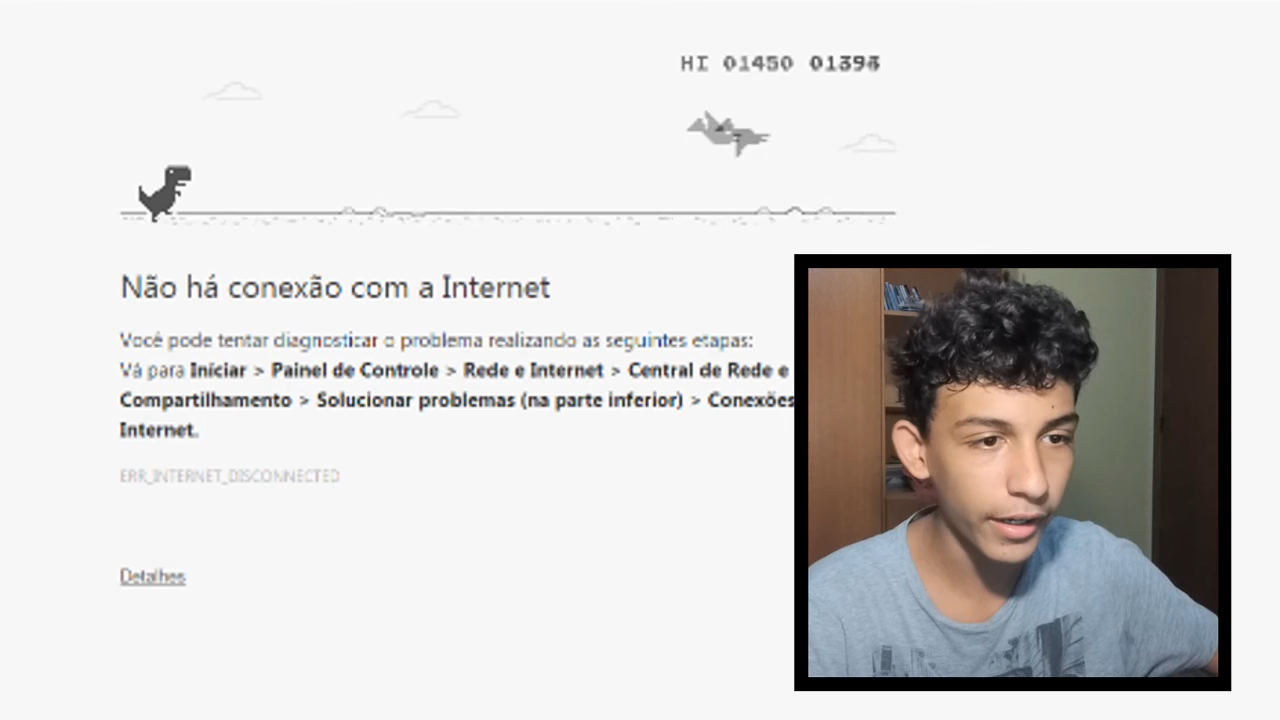 HI 01450
Não há conexão com a Internet
Você pode tentar diagnosticar o problema realizando as seguintes etapas:
Vá para Iniciar > Painel de Controle > Rede e Internet > Central de Rede e
Compartilhamento > Solucionar problemas (na parte inferior) > Conexões
Internet.
ERR_INTERNET_DISCONNECTED
Detalhes